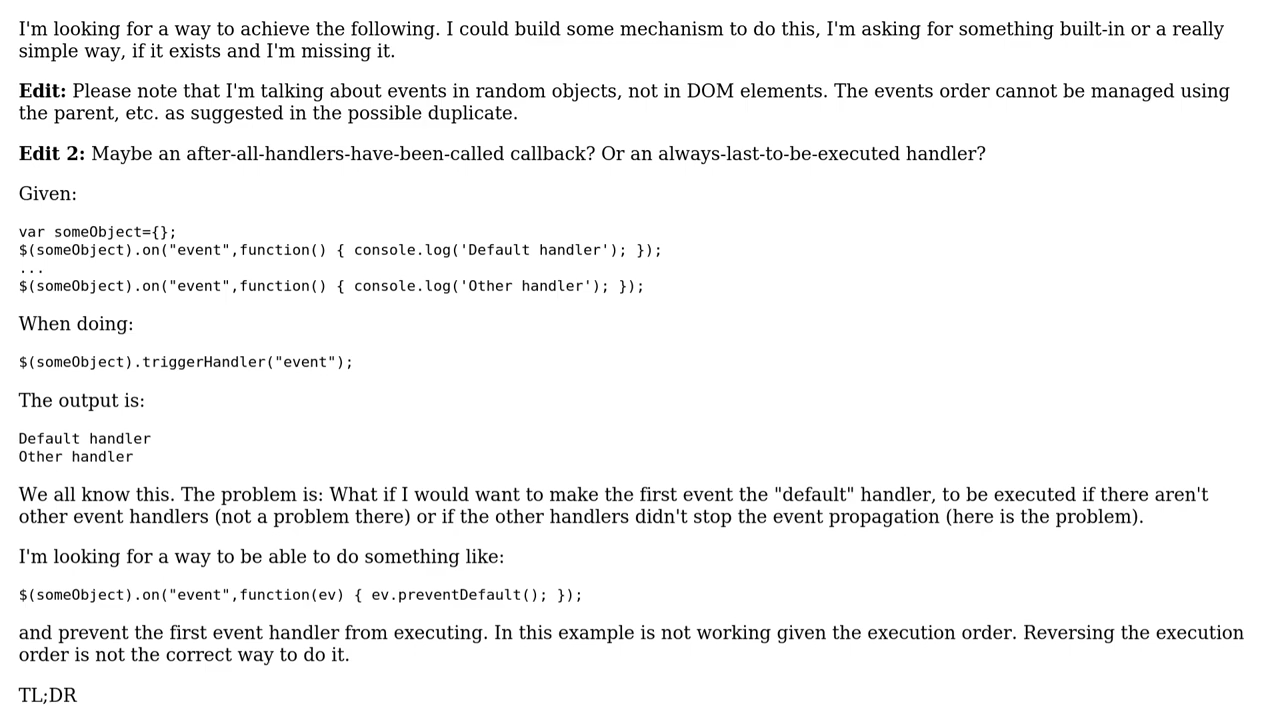 I'm looking for a way to achieve the following. I could build some mechanism to do this, I'm asking for something built-in or a really
simple way, if it exists and I'm missing it.
Edit: Please note that I'm talking about events in random objects, not in DOM elements. The events order cannot be managed using
the parent, etc. as suggested in the possible duplicate.
Edit 2: Maybe an after-all-handlers-have-been-called callback? Or an always-last-to-be-executed handler?
Given:
var someObject={};
$(someObject).on("event",function() { console.log('Default handler'); });
...
$(someObject).on("event",function() { console.log('Other handler'); });
When doing:
$(someObject).triggerHandler("event");
The output is:
Default handler
Other handler
We all know this. The problem is: What if I would want to make the first event the "default" handler, to be executed if there aren't
other event handlers (not a problem there) or if the other handlers didn't stop the event propagation (here is the problem).
I'm looking for a way to be able to do something like:
$(someObject).on("event",function(ev) { ev.preventDefault(); });
and prevent the first event handler from executing. In this example is not working given the execution order. Reversing the execution
order is not the correct way to do it.
TL;DR